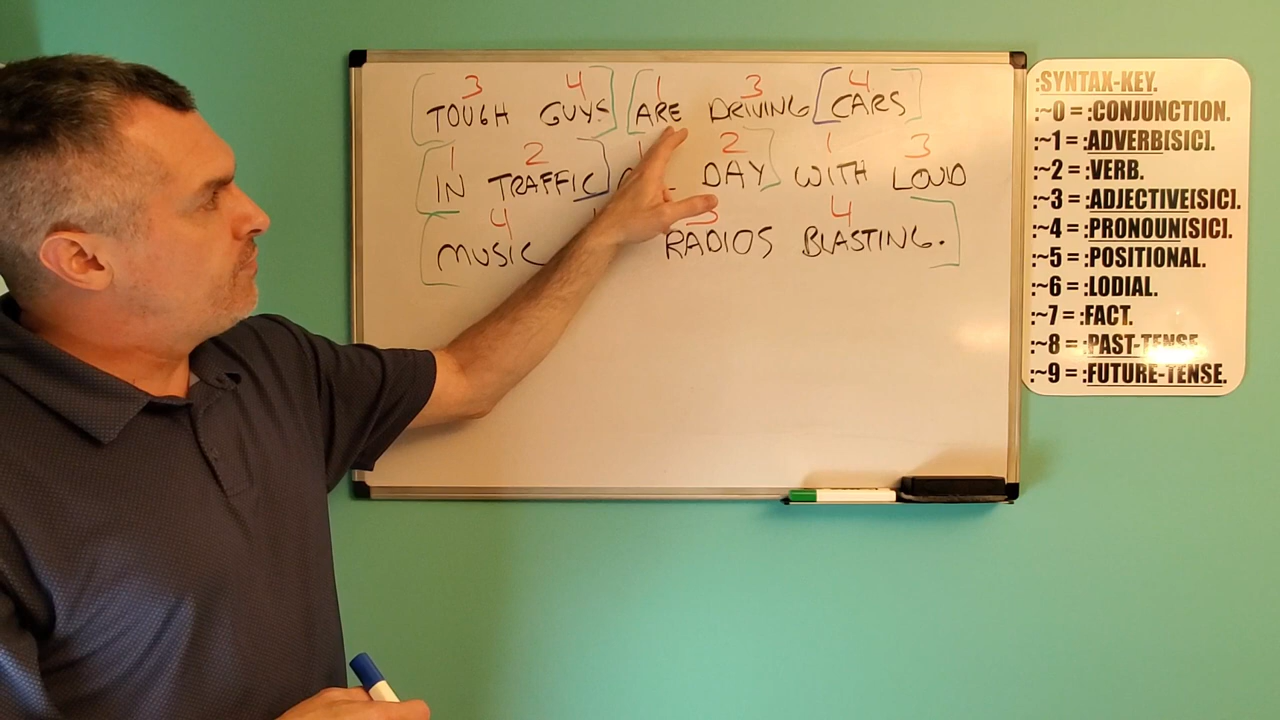 3 4 1 3 4
TOUGH GUYS ARE DRIVING CARS
1 2 2 1 3
IN TRAFFIC DAY WITH LOUD
4 3 4
MUSIC RADIOS BLASTING.
:SYNTAX-KEY.
:~0 = :CONJUNCTION.
:~1 = :ADVERB[SIC].
:~2 = :VERB.
:~3 = :ADJECTIVE[SIC].
:~4 = :PRONOUN[SIC].
:~5 = :POSITIONAL.
:~6 = :LODIAL.
:~7 = :FACT.
:~8 = :PAST-TENSE.
:~9 = :FUTURE-TENSE.